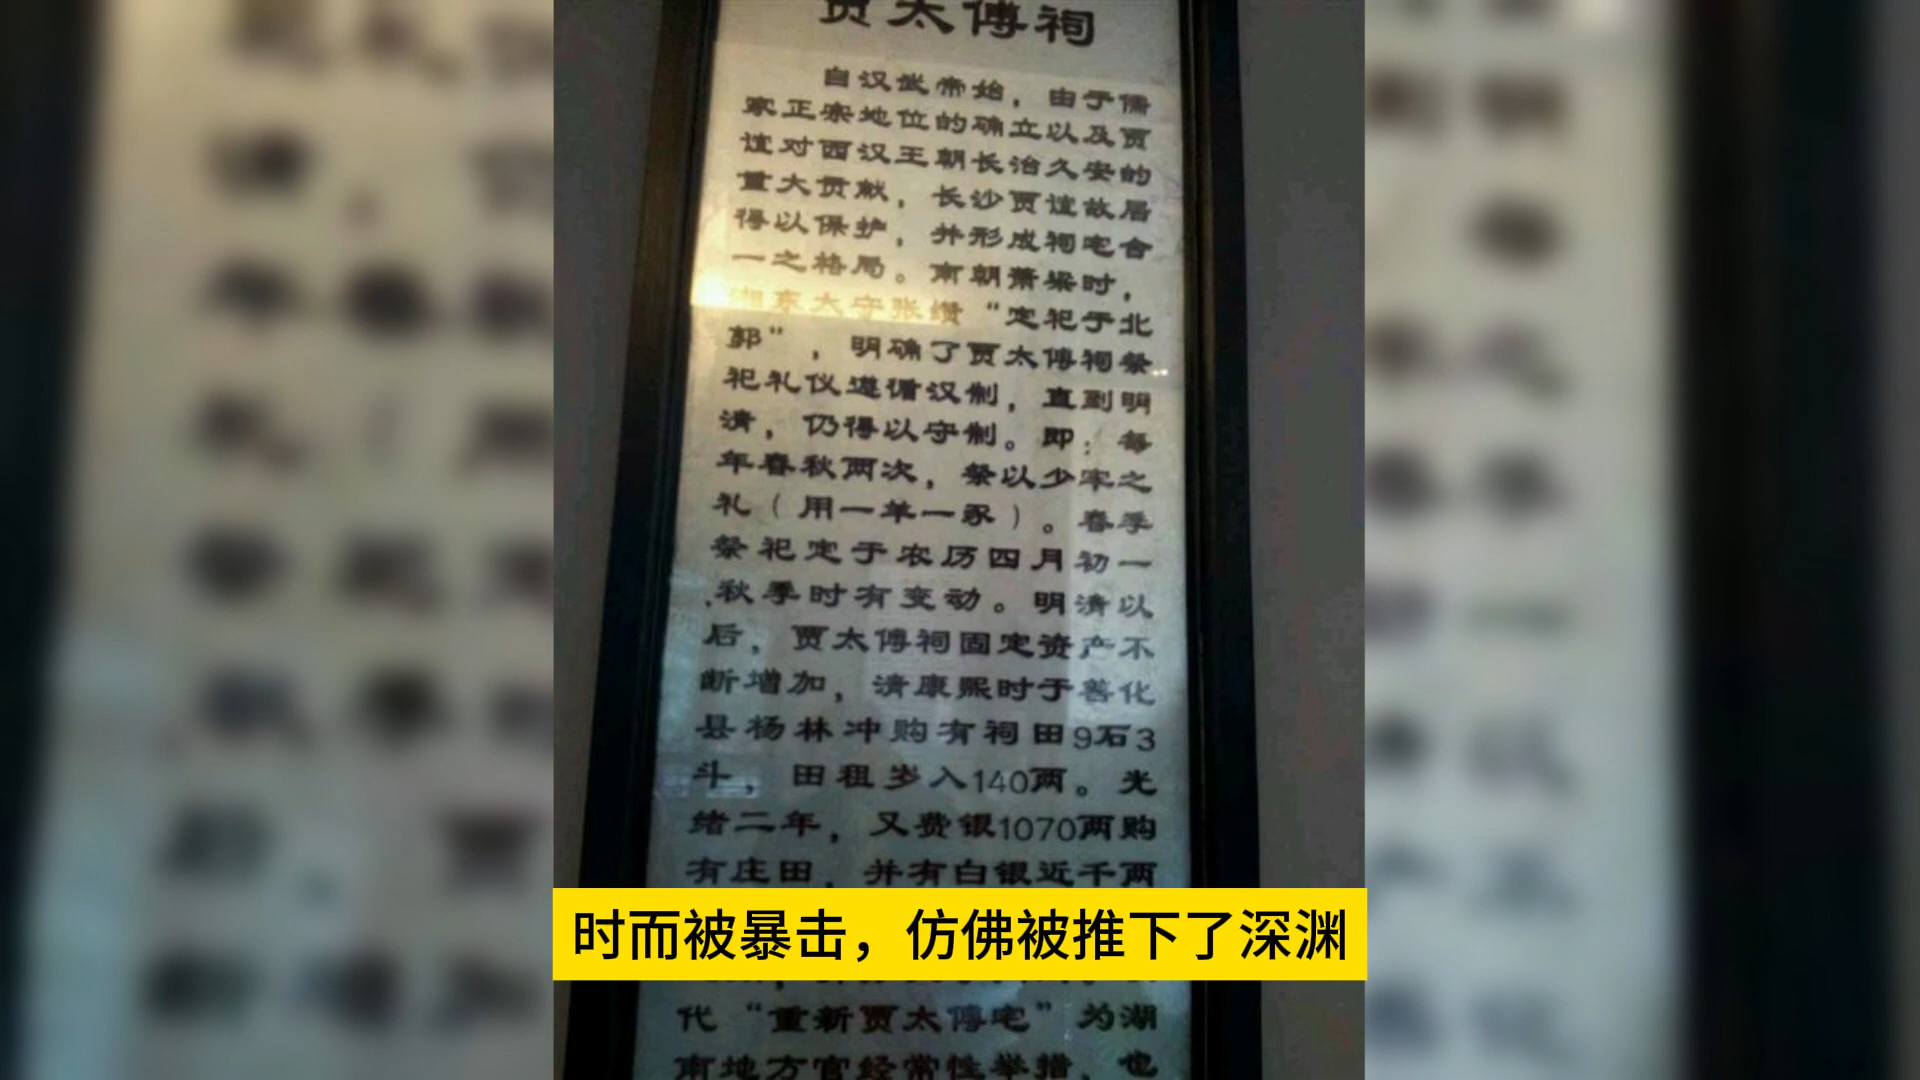 贾太傅祠
自汉武帝始，由于儒
家正宗地位的确立以及贾
谊对西汉王朝长治久安的
重大贡献，长沙贾谊故居
得以保护，并形成祠宅合
一之格局。南朝萧梁时，
湘东太守张缵“定祀于北
郭”，明确了贾太傅祠祭
祀礼仪遵循汉制，直到明
清，仍得以守制。即：每
年春秋两次，祭以少牢之
礼（用一羊一豕）。春季
祭祀定于农历四月初一
秋季时有变动。明清以
后，贾太傅祠固定资产不
断增加，清康熙时于善化
县杨林冲购有祠田9石3
斗，田租岁入140两。光
绪二年，又费银1070两购
有庄田，并有白银近千两
时而被暴击，仿佛被推下了深渊
代“重新贾太傅宅”为湖
南地方官经常性举措，也